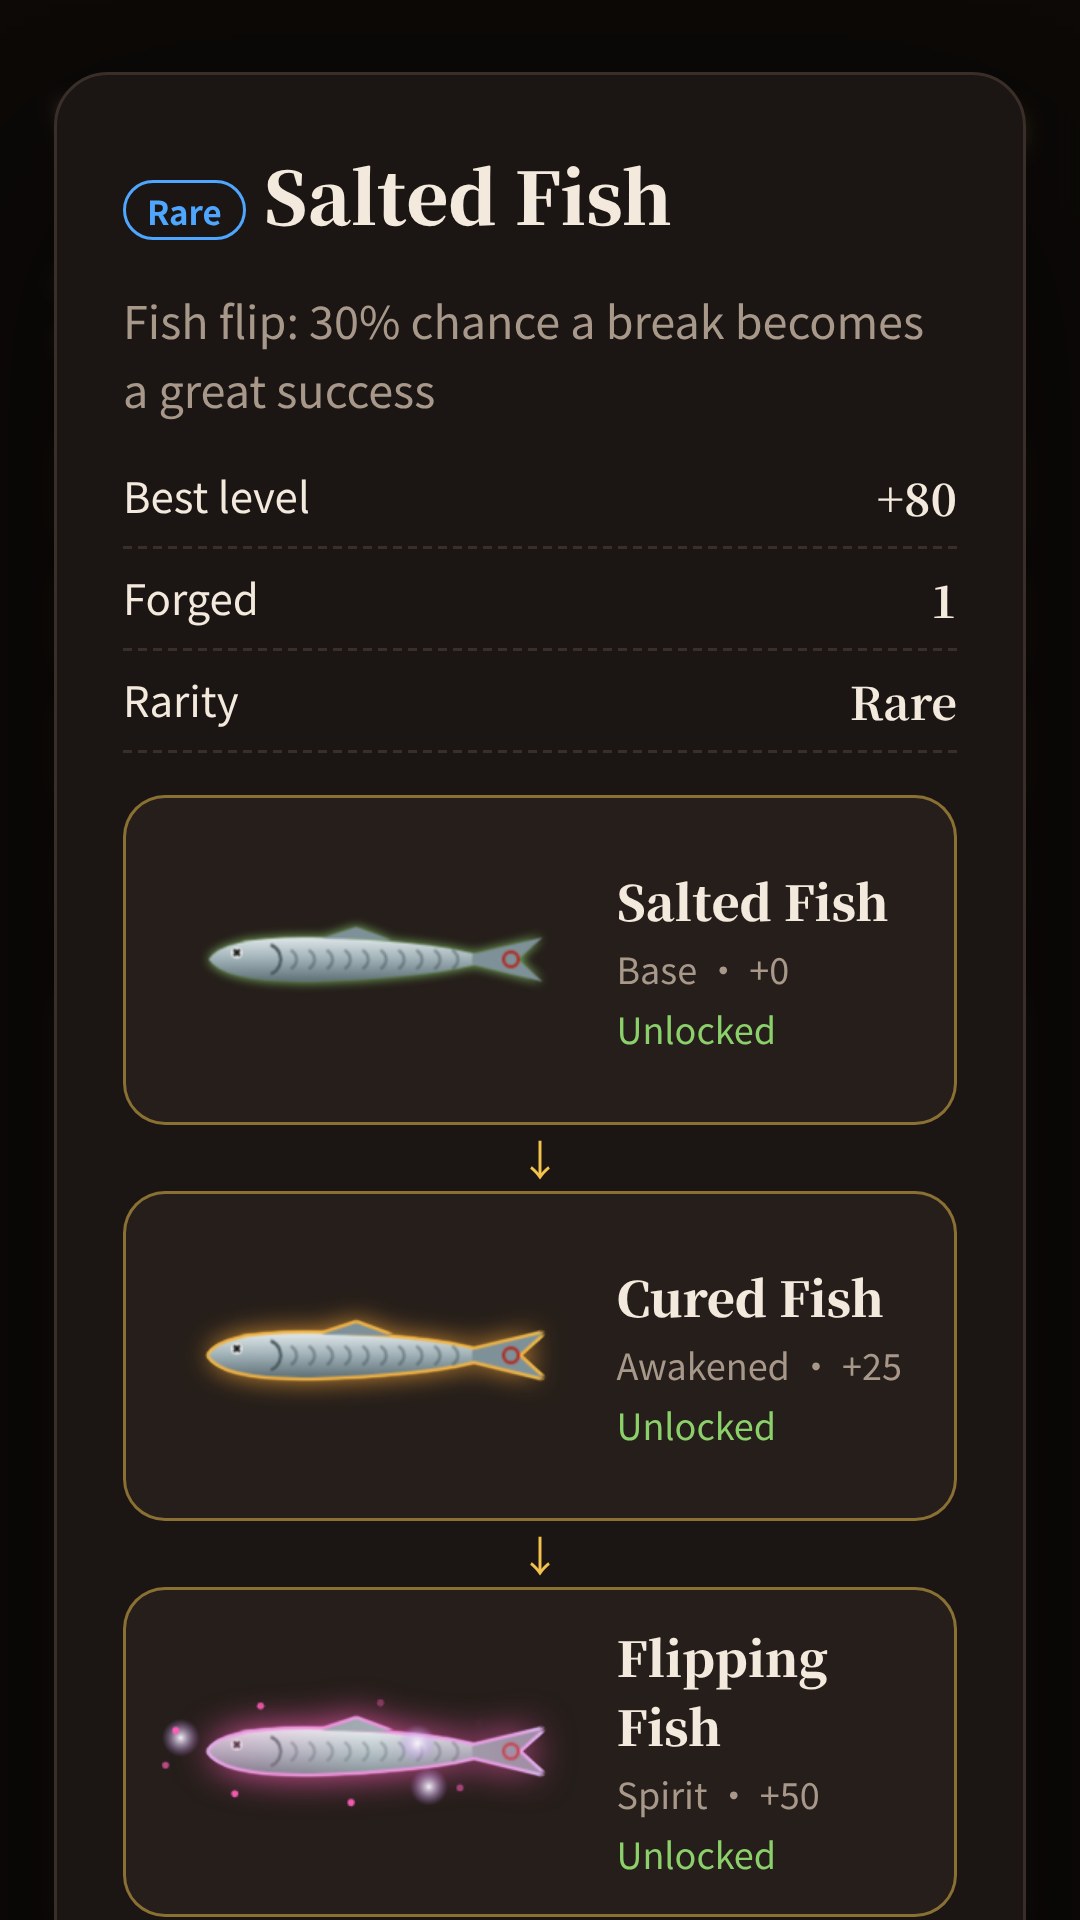 Rare Salted Fish
Fish flip: 30% chance a break becomes
a great success
Best level +80
Forged 1
Rarity Rare
Salted Fish
Base • +0
Unlocked
↓
Cured Fish
Awakened • +25
Unlocked
↓
Flipping
Fish
Spirit • +50
Unlocked